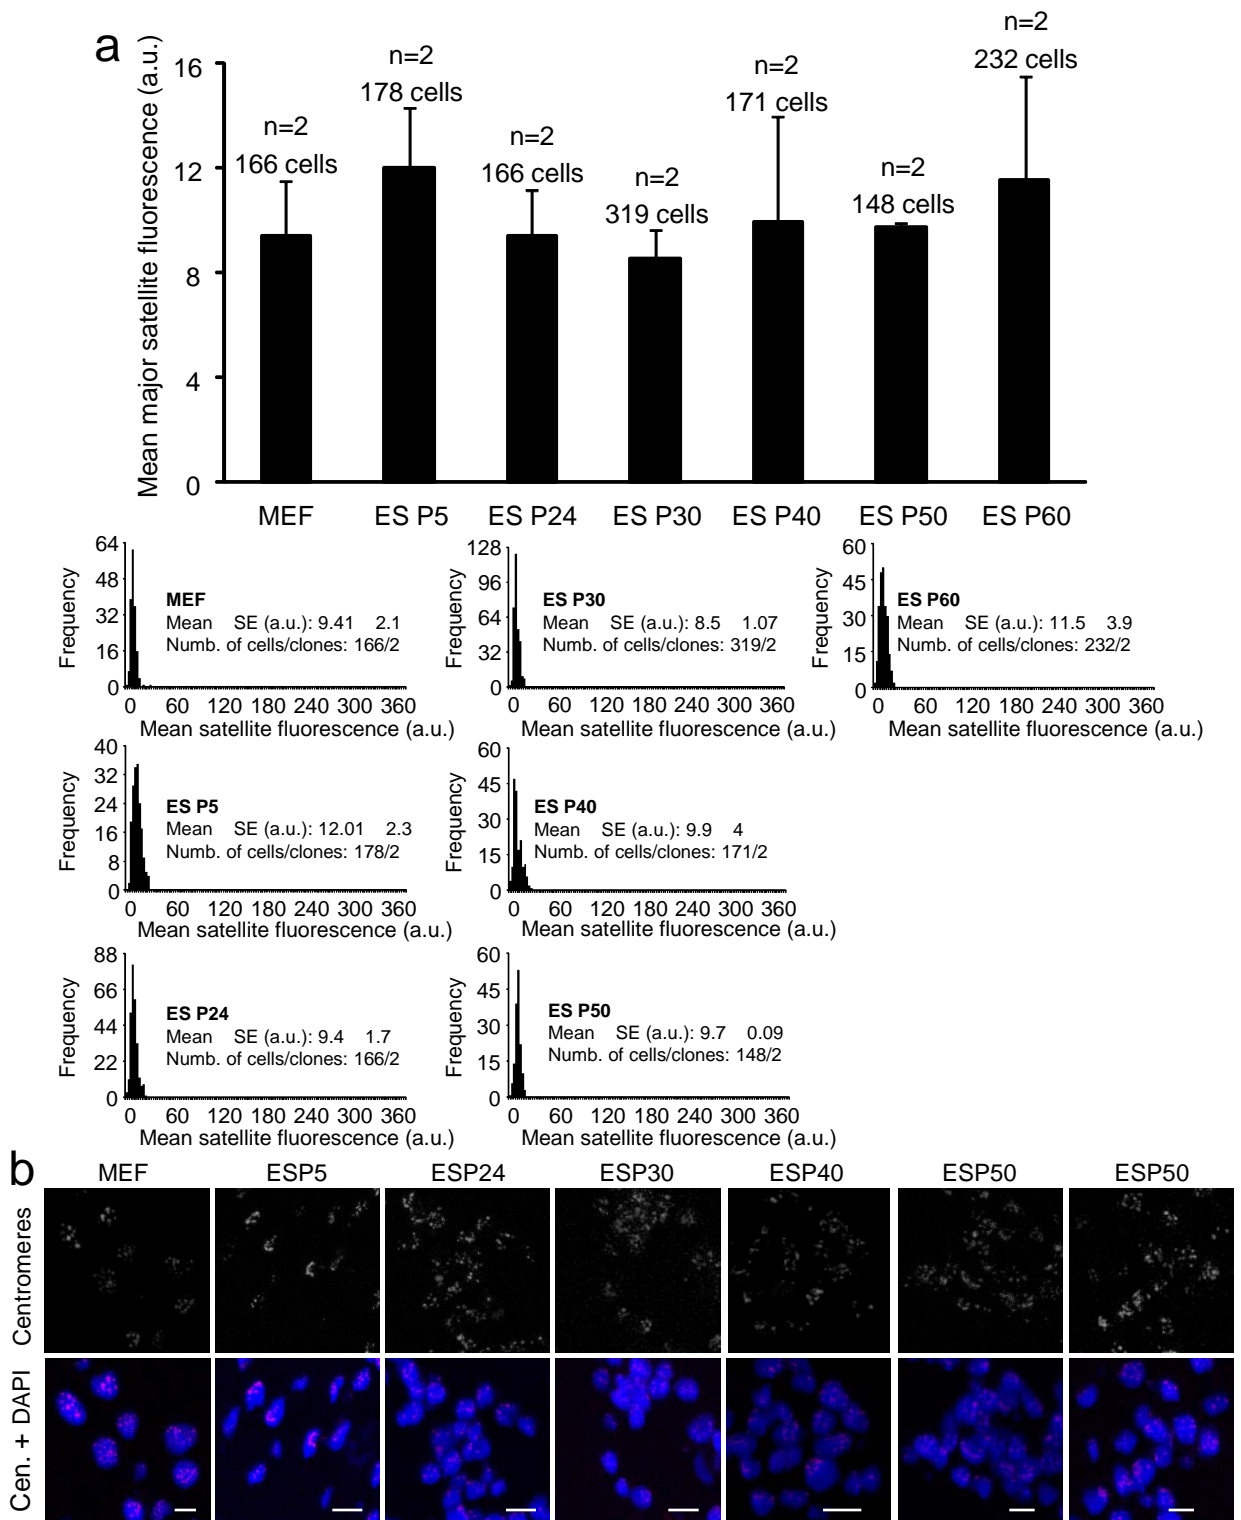 a
Mean major satellite fluorescence (a.u.)
16
12
8
4
0
n=2
166 cells
n=2
178 cells
n=2
166 cells
n=2
319 cells
n=2
171 cells
n=2
148 cells
n=2
232 cells
MEF ES P5 ES P24 ES P30 ES P40 ES P50 ES P60
Frequency
64
48
32
16
0
MEF
Mean SE (a.u.): 9.41 2.1
Numb. of cells/clones: 166/2
0 60 120 180 240 300 360
Mean satellite fluorescence (a.u.)
Frequency
128
96
64
32
0
ES P30
Mean SE (a.u.): 8.5 1.07
Numb. of cells/clones: 319/2
0 60 120 180 240 300 360
Mean satellite fluorescence (a.u.)
Frequency
60
45
30
15
0
ES P60
Mean SE (a.u.): 11.5 3.9
Numb. of cells/clones: 232/2
0 60 120 180 240 300 360
Mean satellite fluorescence (a.u.)
Frequency
40
32
24
16
8
0
ES P5
Mean SE (a.u.): 12.01 2.3
Numb. of cells/clones: 178/2
0 60 120 180 240 300 360
Mean satellite fluorescence (a.u.)
Frequency
60
45
30
15
0
ES P40
Mean SE (a.u.): 9.9 4
Numb. of cells/clones: 171/2
0 60 120 180 240 300 360
Mean satellite fluorescence (a.u.)
Frequency
88
66
44
22
0
ES P24
Mean SE (a.u.): 9.4 1.7
Numb. of cells/clones: 166/2
0 60 120 180 240 300 360
Mean satellite fluorescence (a.u.)
Frequency
60
45
30
15
0
ES P50
Mean SE (a.u.): 9.7 0.09
Numb. of cells/clones: 148/2
0 60 120 180 240 300 360
Mean satellite fluorescence (a.u.)
b
MEF ESP5 ESP24 ESP30 ESP40 ESP50 ESP50
Centromeres
Cen. + DAPI